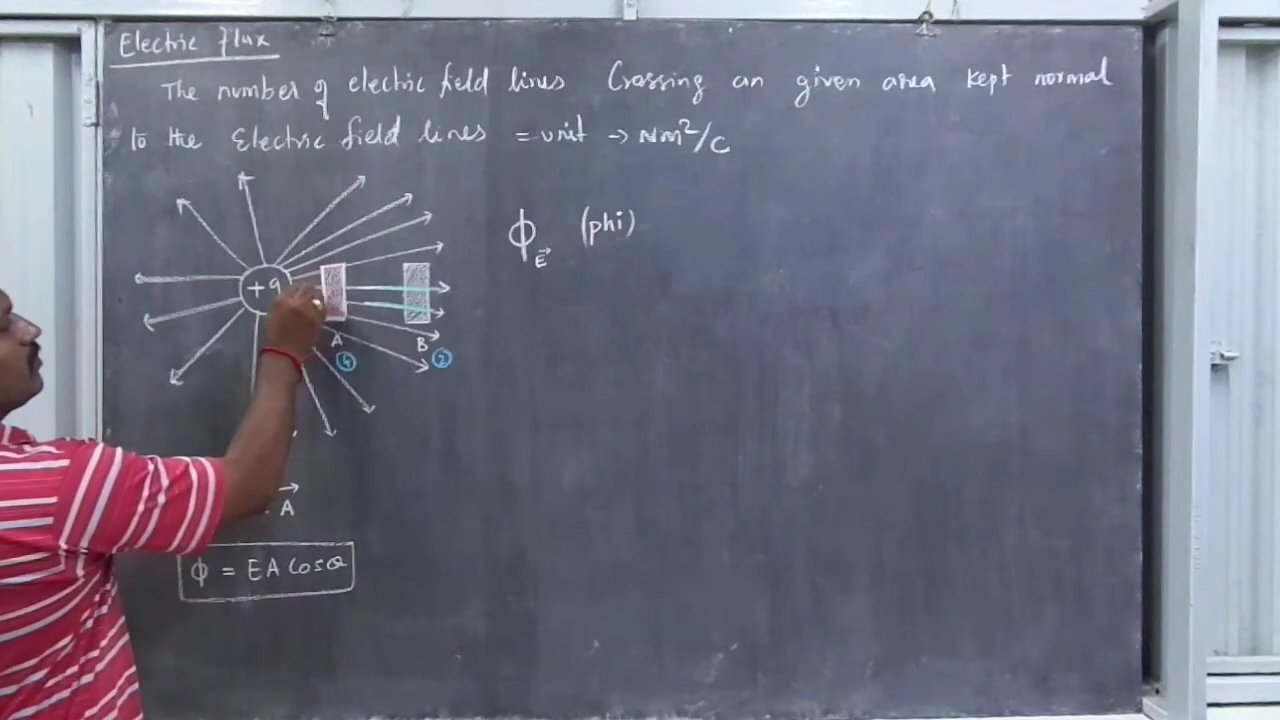 Electric flux
The number of electric field lines Crossing an given area kept normal
to the Electric field lines = unit → Nm²/C
ϕ_E⃗ (phi)
+q
A B
④ ②
. A⃗
ϕ = EA Cosθ